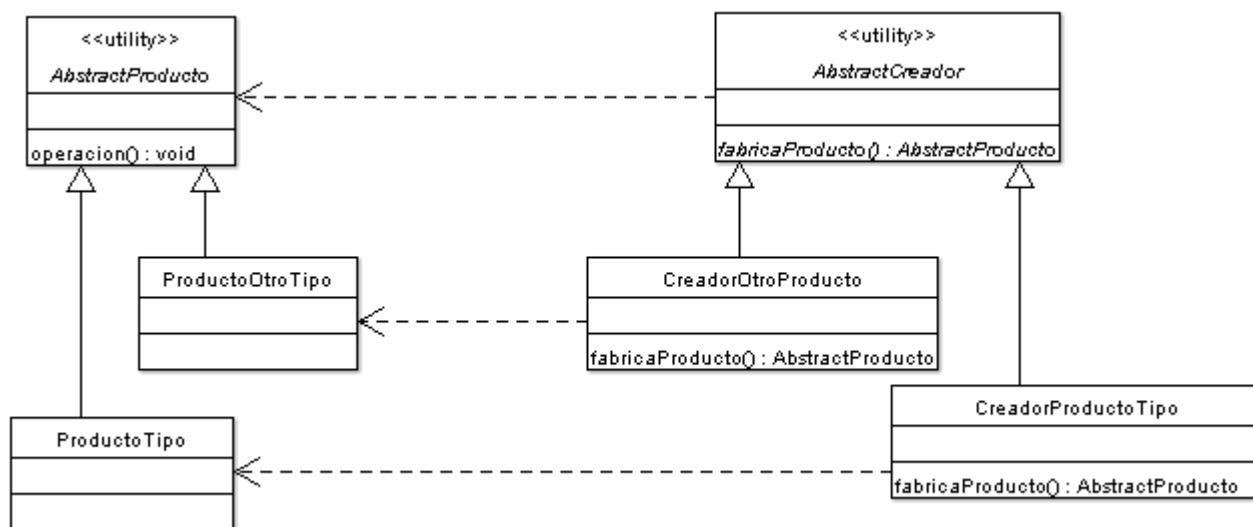 <<utility>>
AbstractProducto
operacion() : void
<<utility>>
AbstractCreador
fabricaProducto() : AbstractProducto
ProductoOtroTipo
CreadorOtroProducto
fabricaProducto() : AbstractProducto
ProductoTipo
CreadorProductoTipo
fabricaProducto() : AbstractProducto